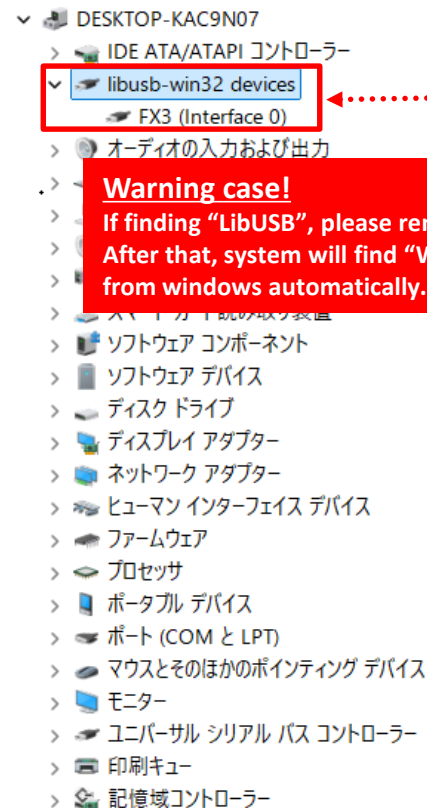 DESKTOP-KAC9N07
IDE ATA/ATAPI コントローラー
libusb-win32 devices
FX3 (Interface 0)
オーディオの入力および出力
Warning case!
If finding “LibUSB”, please
After that, system will find
from windows automatically.
ソフトウェア コンポーネント
ソフトウェア デバイス
ディスク ドライブ
ディスプレイ アダプター
ネットワーク アダプター
ヒューマン インターフェイス デバイス
ファームウェア
プロセッサ
ポータブル デバイス
ポート (COM と LPT)
マウスとそのほかのポインティング デバイス
モニター
ユニバーサル シリアル バス コントローラー
印刷キュー
記憶域コントローラー